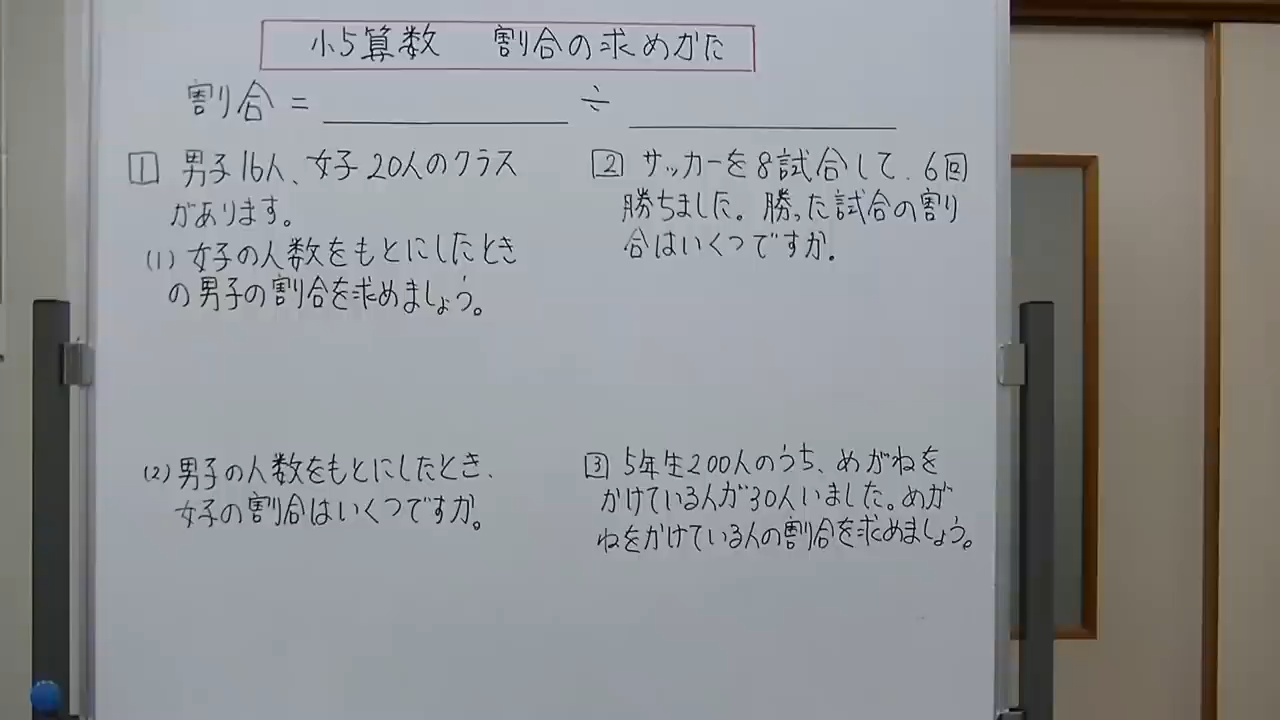 小5算数 割合の求めかた
割合 = ÷
1 男子16人、女子20人のクラス
があります。
(1) 女子の人数をもとにしたとき
の男子の割合を求めましょう。
(2) 男子の人数をもとにしたとき、
女子の割合はいくつですか。
2 サッカーを8試合して、6回
勝ちました。勝った試合の割り
合はいくつですか。
3 5年生200人のうち、めがねを
かけている人が30人いました。めが
ねをかけている人の割合を求めましょう。